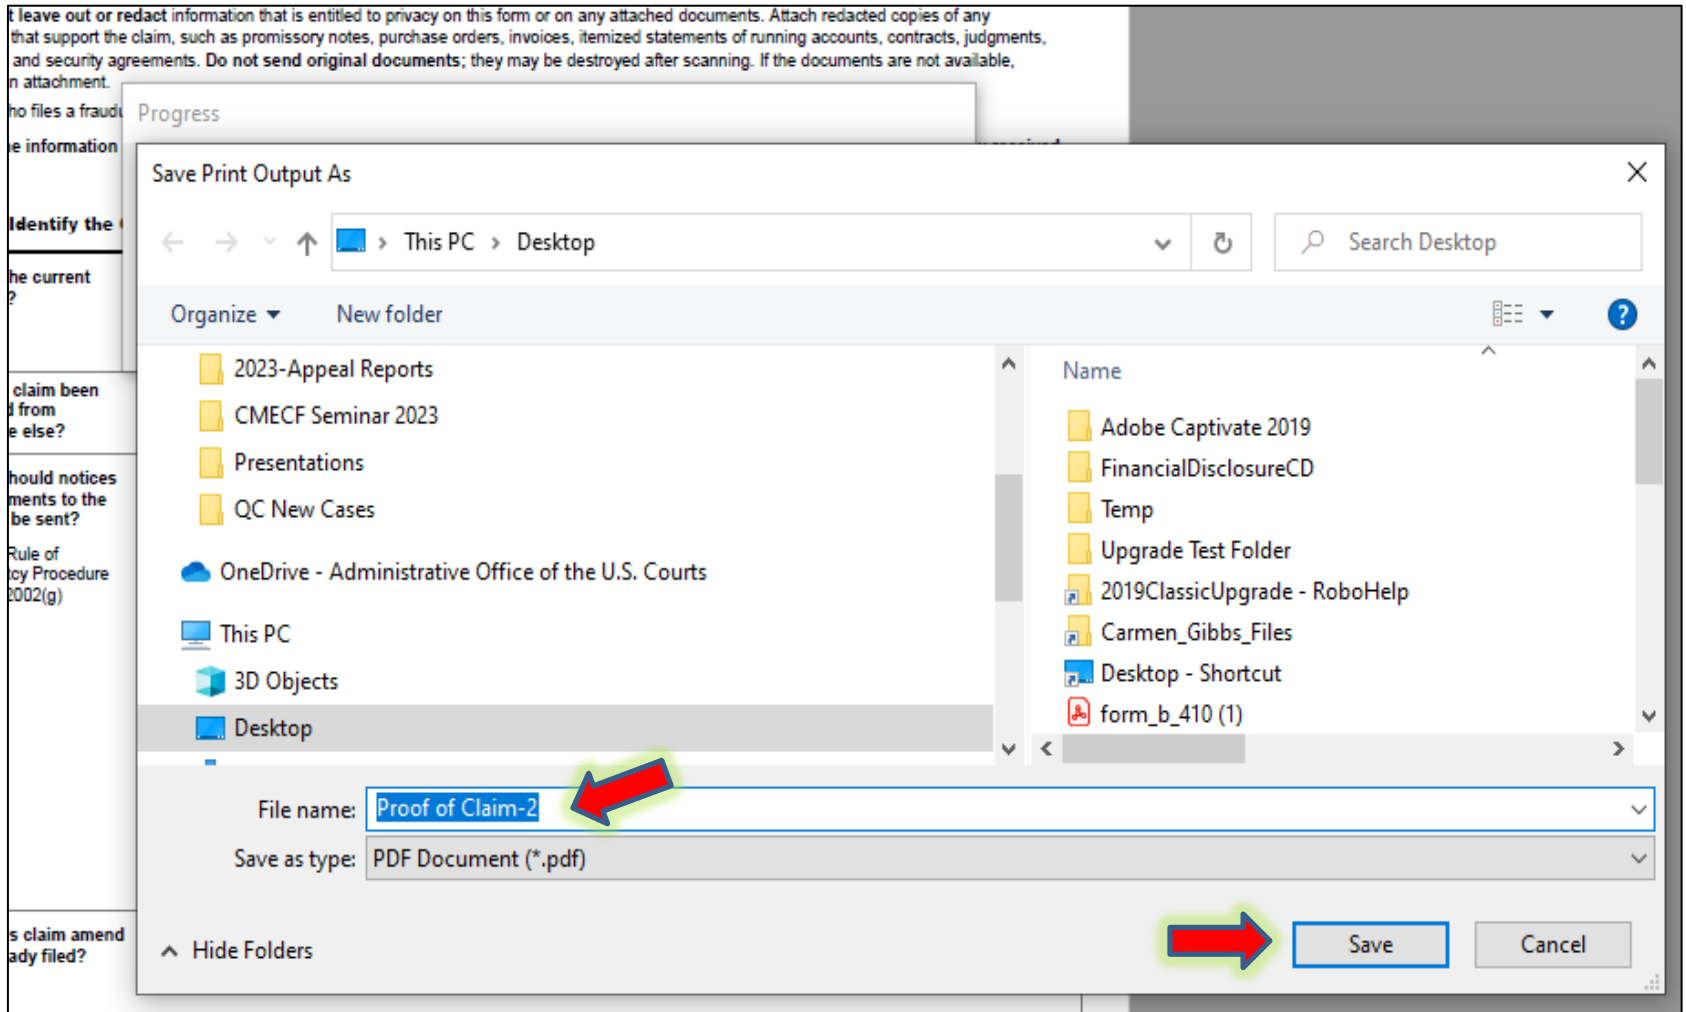 t leave out or redact information that is entitled to privacy on this form or on any attached documents. Attach redacted copies of any
that support the claim, such as promissory notes, purchase orders, invoices, itemized statements of running accounts, contracts, judgments,
and security agreements. Do not send original documents; they may be destroyed after scanning. If the documents are not available,
n attachment.
ho files a fraudu
e information
Identify the
he current
?
claim been
d from
e else?
hould notices
ments to the
be sent?
Rule of
cy Procedure
2002(g)
s claim amend
ady filed?
Progress
Save Print Output As
This PC > Desktop
Search Desktop
Organize
New folder
2023-Appeal Reports
CMECF Seminar 2023
Presentations
QC New Cases
OneDrive - Administrative Office of the U.S. Courts
This PC
3D Objects
Desktop
Name
Adobe Captivate 2019
FinancialDisclosureCD
Temp
Upgrade Test Folder
2019ClassicUpgrade - RoboHelp
Carmen_Gibbs_Files
Desktop - Shortcut
form_b_410 (1)
File name: Proof of Claim-2
Save as type: PDF Document (*.pdf)
Hide Folders
Save
Cancel